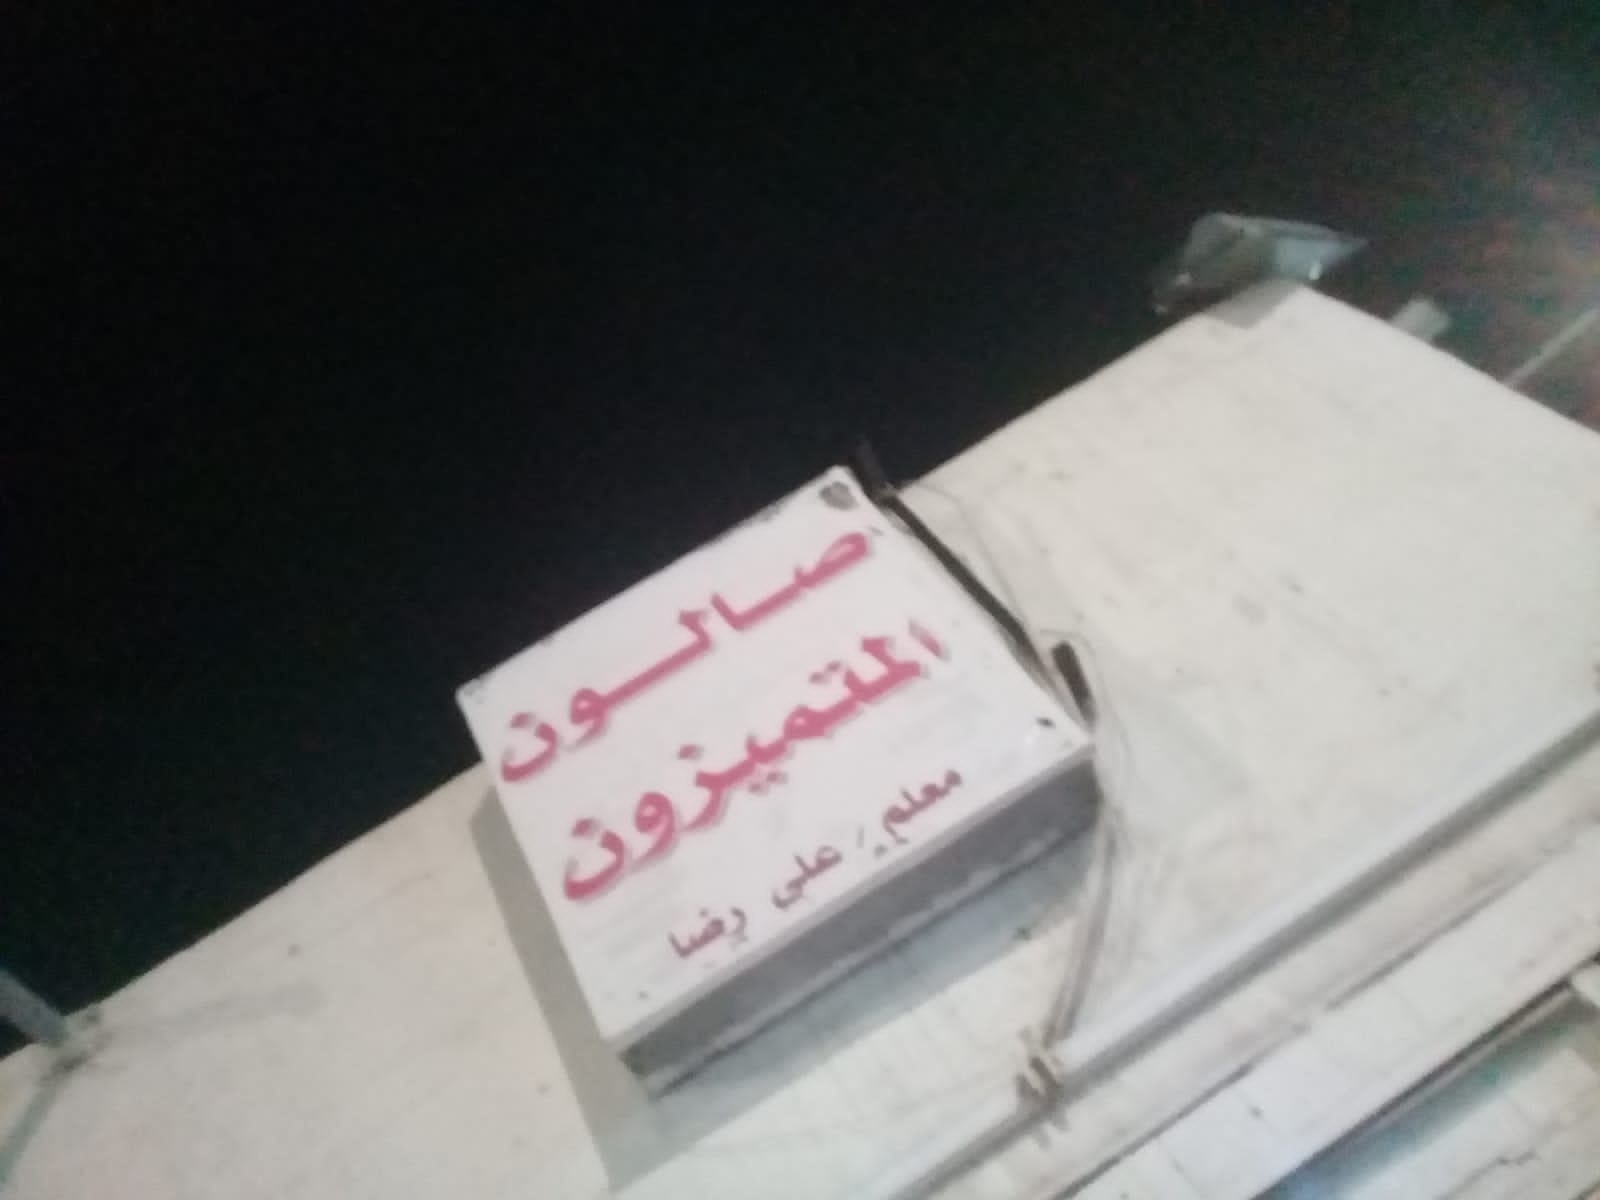 صالون
المتميزون
معلم / علي رضا